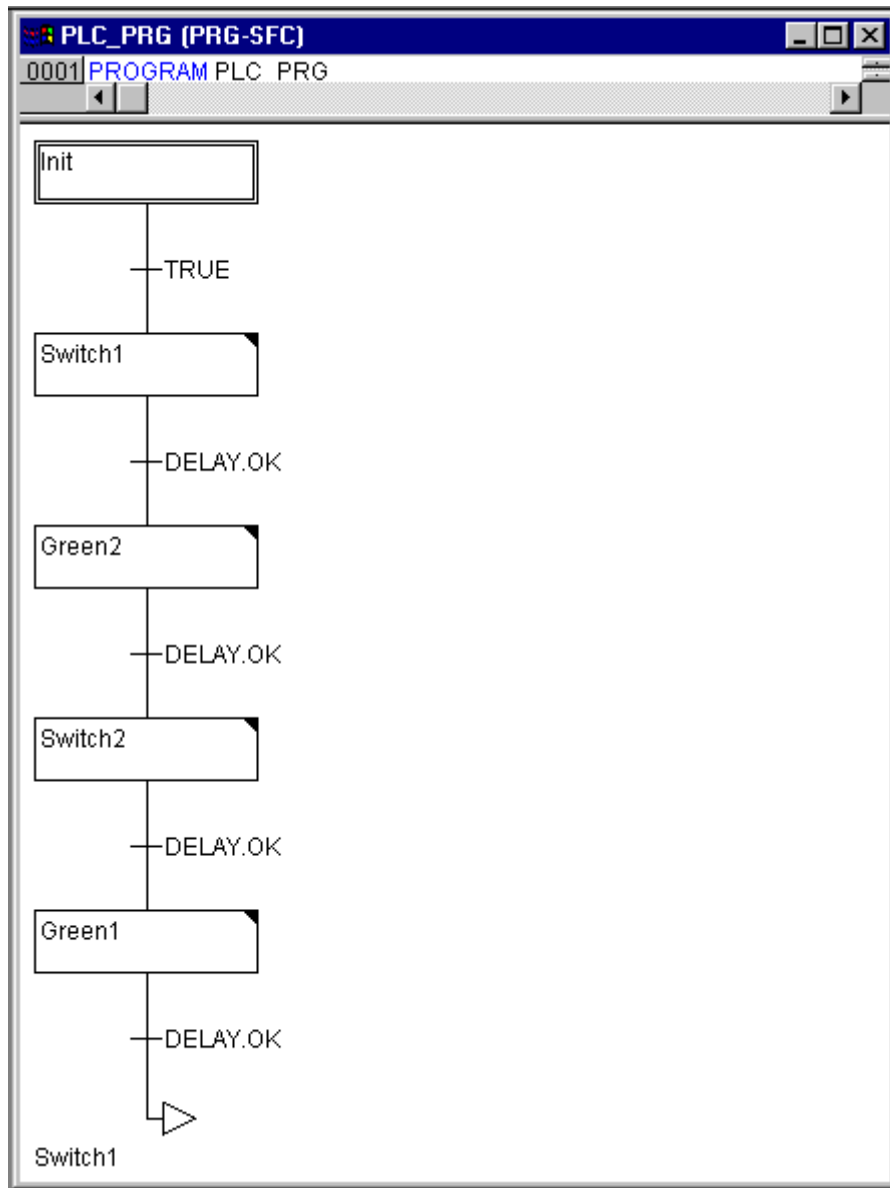 PLC_PRG (PRG-SFC)
0001 PROGRAM PLC_PRG
Init
TRUE
Switch1
DELAY.OK
Green2
DELAY.OK
Switch2
DELAY.OK
Green1
DELAY.OK
Switch1